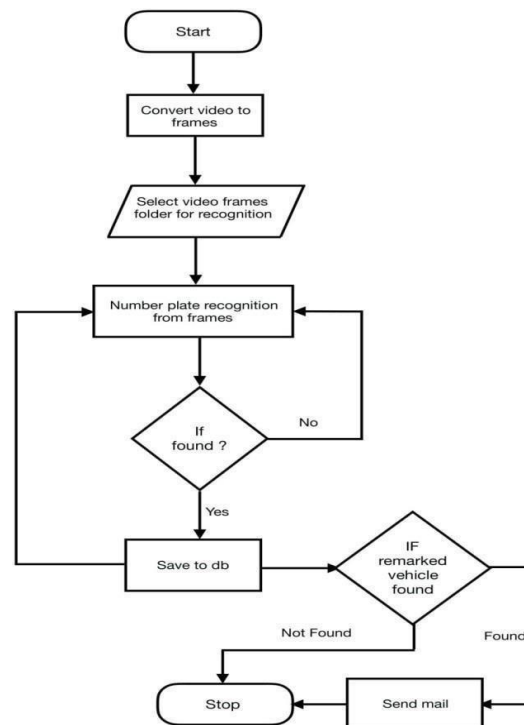 Start
Convert video to
frames
Select video frames
folder for recognition
Number plate recognition
from frames
If
found ?
No
Yes
Save to db
IF
remarked
vehicle
found
Not Found
Found
Stop
Send mail